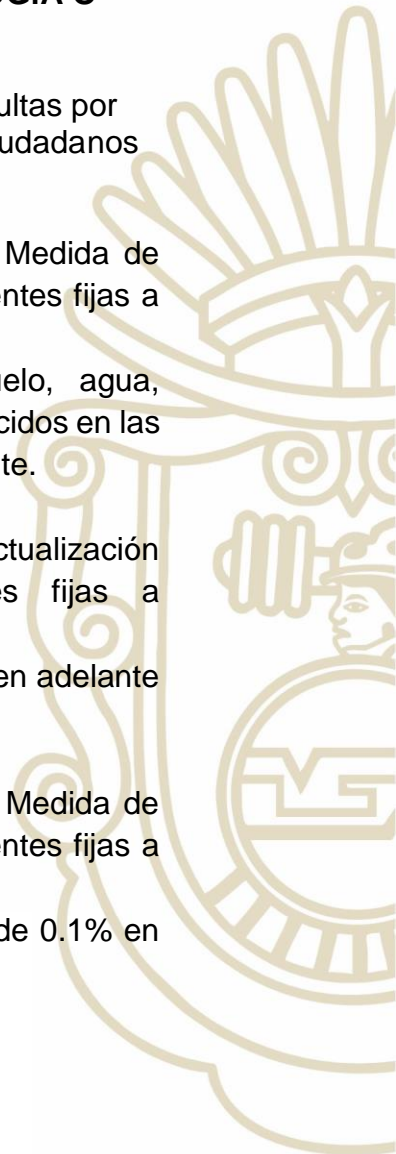 ultas por
udadanos
Medida de
entes fijas a
uelo, agua,
cidos en las
te.
ctualización
es fijas a
en adelante
Medida de
entes fijas a
de 0.1% en